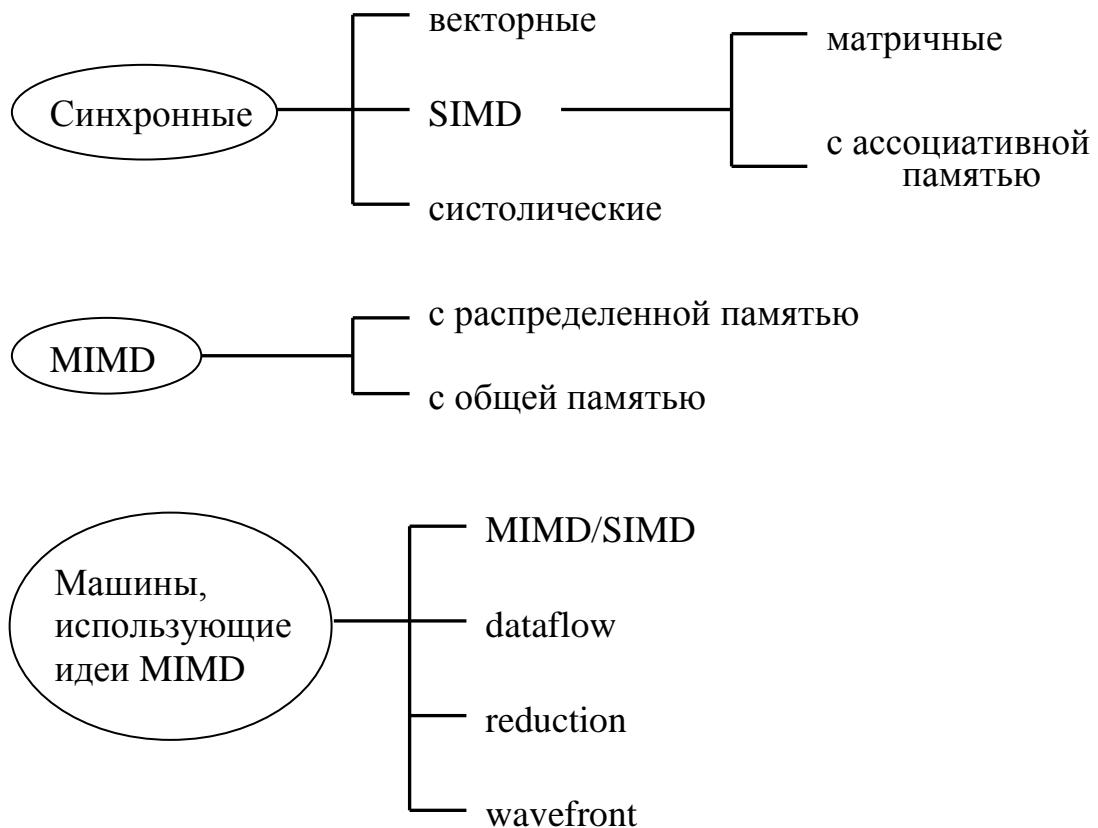 Синхронные
векторные
SIMD
систолические
матричные
с ассоциативной
памятью
MIMD
с распределенной памятью
с общей памятью
Машины,
использующие
идеи MIMD
MIMD/SIMD
dataflow
reduction
wavefront